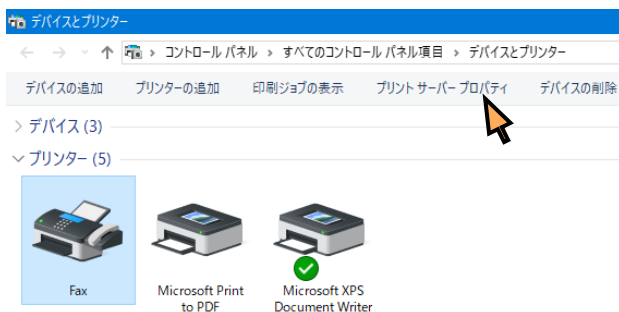 デバイスとプリンター
コントロール パネル › すべてのコントロール パネル項目 › デバイスとプリンター
デバイスの追加 プリンターの追加 印刷ジョブの表示 プリント サーバー プロパティ デバイスの削除
デバイス (3)
プリンター (5)
Fax
Microsoft Print
to PDF
Microsoft XPS
Document Writer